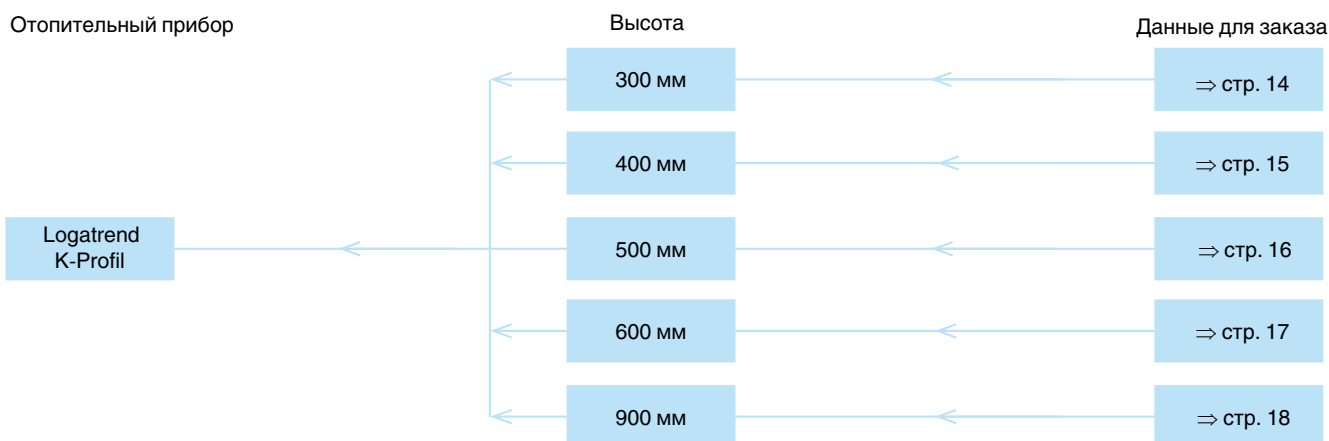 Отопительный прибор
Высота
Данные для заказа
300 мм
⇒ стр. 14
400 мм
⇒ стр. 15
Logatrend
K-Profil
500 мм
⇒ стр. 16
600 мм
⇒ стр. 17
900 мм
⇒ стр. 18